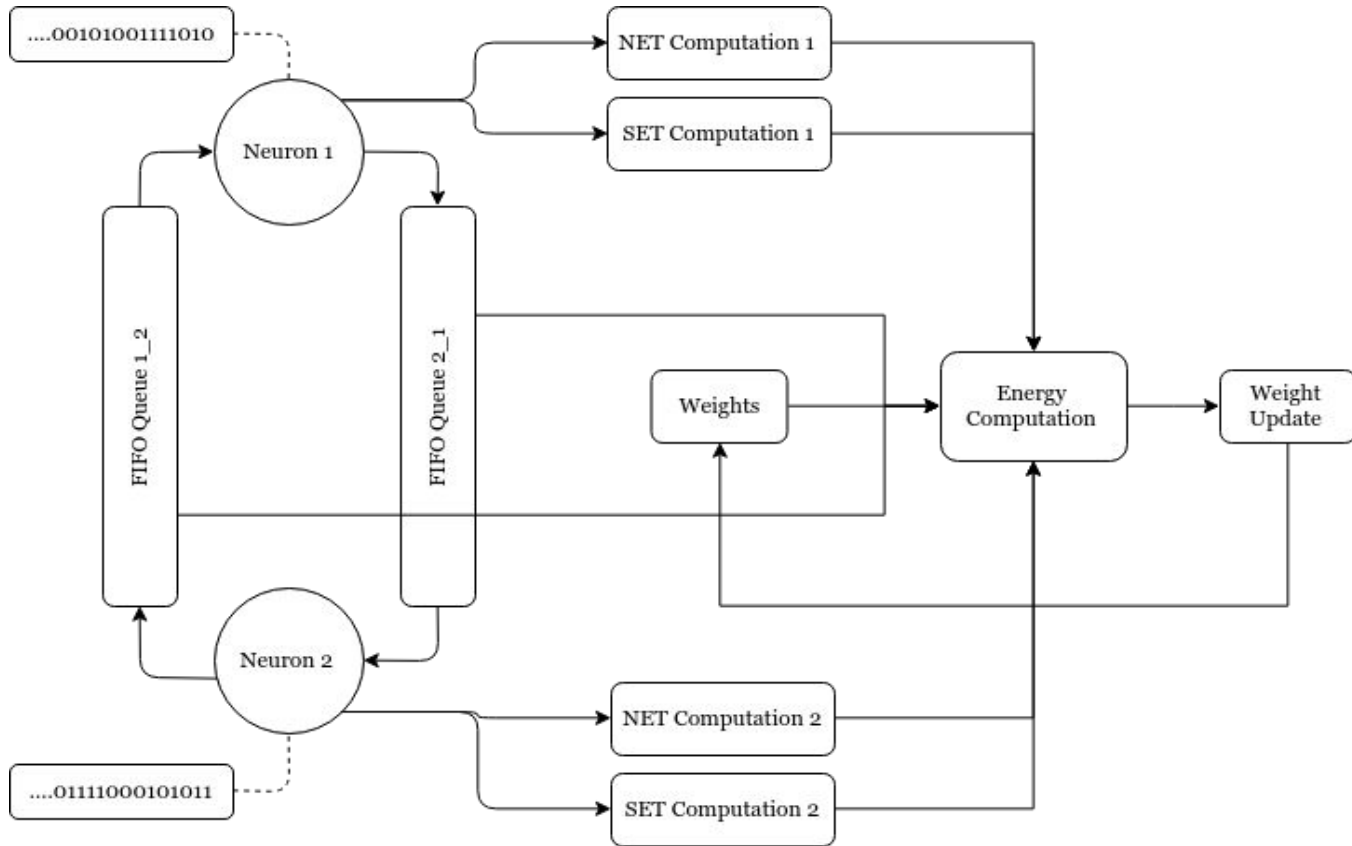 ....00101001111010
NET Computation 1
SET Computation 1
Neuron 1
FIFO Queue 1_2
FIFO Queue 2_1
Weights
Energy
Computation
Weight
Update
Neuron 2
NET Computation 2
SET Computation 2
....01111000101011